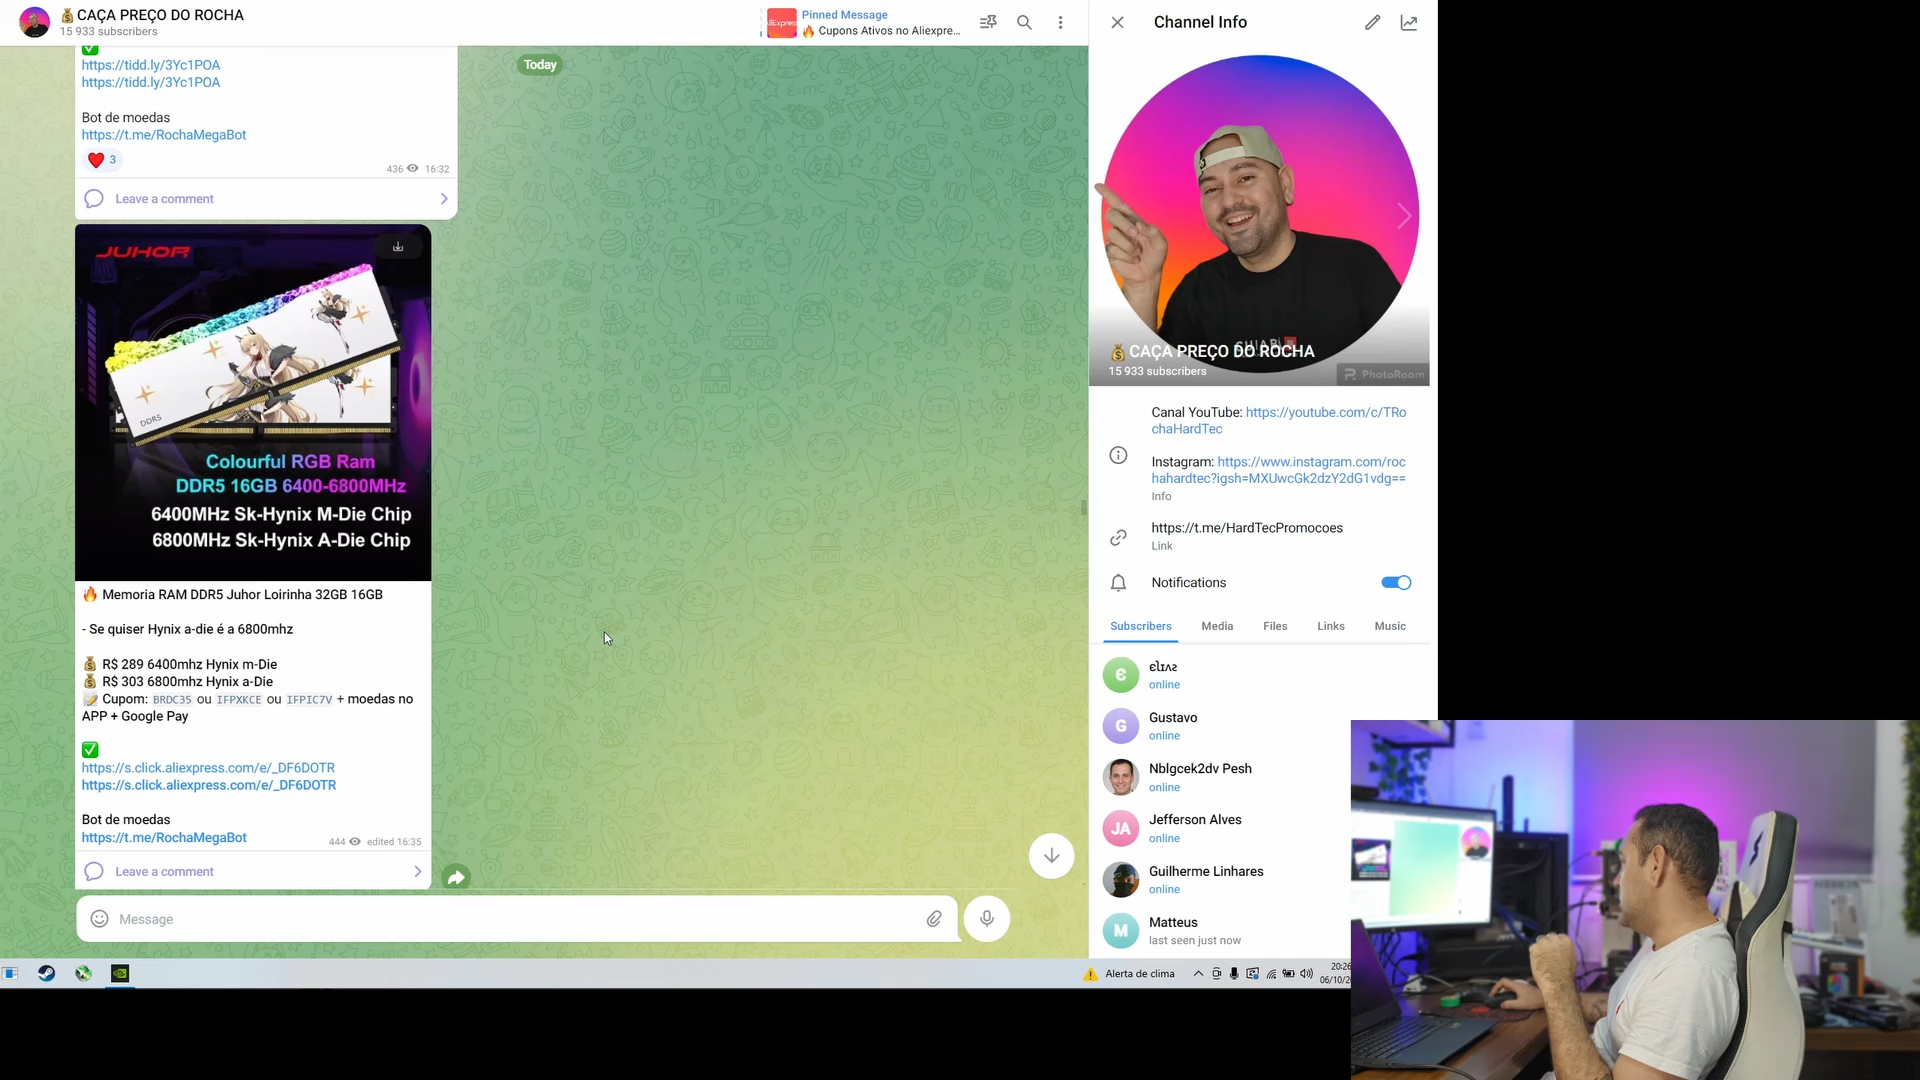 💰CAÇA PREÇO DO ROCHA
15 933 subscribers
AliExpress
Pinned Message
🔥 Cupons Ativos no Aliexpre...
✅
https://tidd.ly/3Yc1POA
https://tidd.ly/3Yc1POA
Bot de moedas
https://t.me/RochaMegaBot
❤️ 3
436 16:32
Leave a comment
Today
JUHOR
DDR5
Colourful RGB Ram
DDR5 16GB 6400-6800MHz
6400MHz Sk-Hynix M-Die Chip
6800MHz Sk-Hynix A-Die Chip
🔥 Memoria RAM DDR5 Juhor Loirinha 32GB 16GB
- Se quiser Hynix a-die é a 6800mhz
💰 R$ 289 6400mhz Hynix m-Die
💰 R$ 303 6800mhz Hynix a-Die
📝 Cupom: BRDC35 ou IFPXKCE ou IFPIC7V + moedas no
APP + Google Pay
✅
https://s.click.aliexpress.com/e/_DF6DOTR
https://s.click.aliexpress.com/e/_DF6DOTR
Bot de moedas
https://t.me/RochaMegaBot
444 edited 16:35
Leave a comment
Message
Channel Info
💰CAÇA PREÇO DO ROCHA
15 933 subscribers
PhotoRoom
Canal YouTube: https://youtube.com/c/TRo
chaHardTec
Instagram: https://www.instagram.com/roc
hahardtec?igsh=MXUwcGk2dzY2dG1vdg==
Info
https://t.me/HardTecPromocoes
Link
Notifications
Subscribers Media Files Links Music
online
G Gustavo
online
Nblgcek2dv Pesh
online
JA Jefferson Alves
online
Guilherme Linhares
online
M Matteus
last seen just now
Alerta de clima
20:26